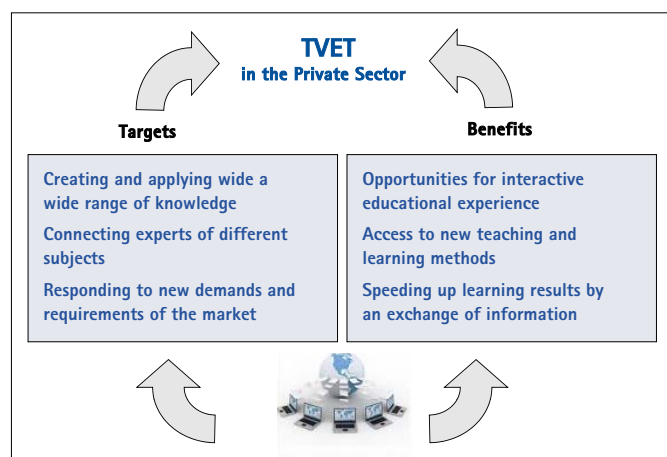 TVET
in the Private Sector
Targets
Creating and applying wide a
wide range of knowledge
Connecting experts of different
subjects
Responding to new demands and
requirements of the market
Benefits
Opportunities for interactive
educational experience
Access to new teaching and
learning methods
Speeding up learning results by
an exchange of information